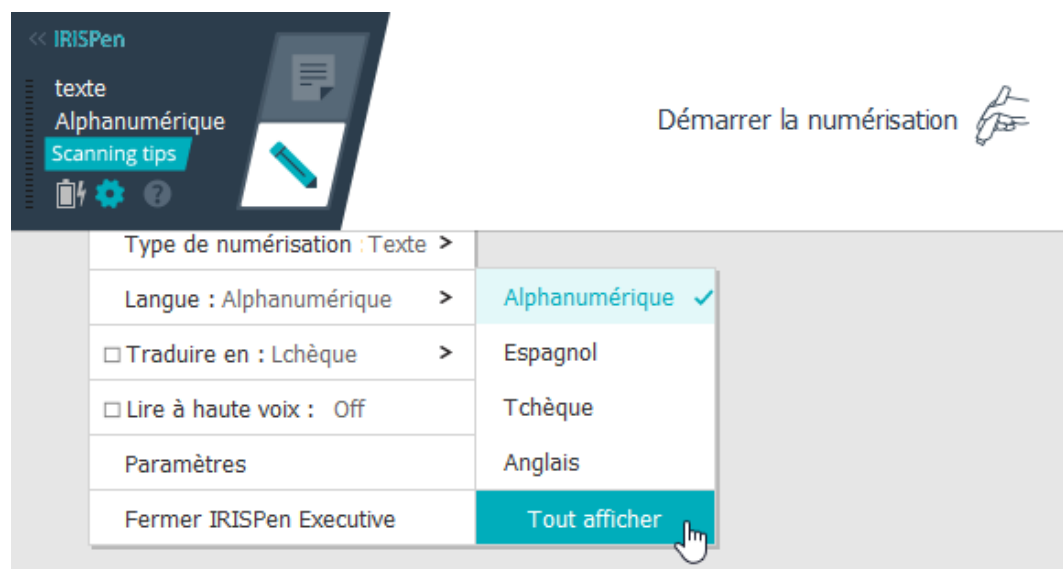 << IRISPen
texte
Alphanumérique
Scanning tips
?
Démarrer la numérisation
Type de numérisation : Texte >
Langue : Alphanumérique >
Traduire en : Lchèque >
Lire à haute voix : Off
Paramètres
Fermer IRISPen Executive
Alphanumérique
Espagnol
Tchèque
Anglais
Tout afficher